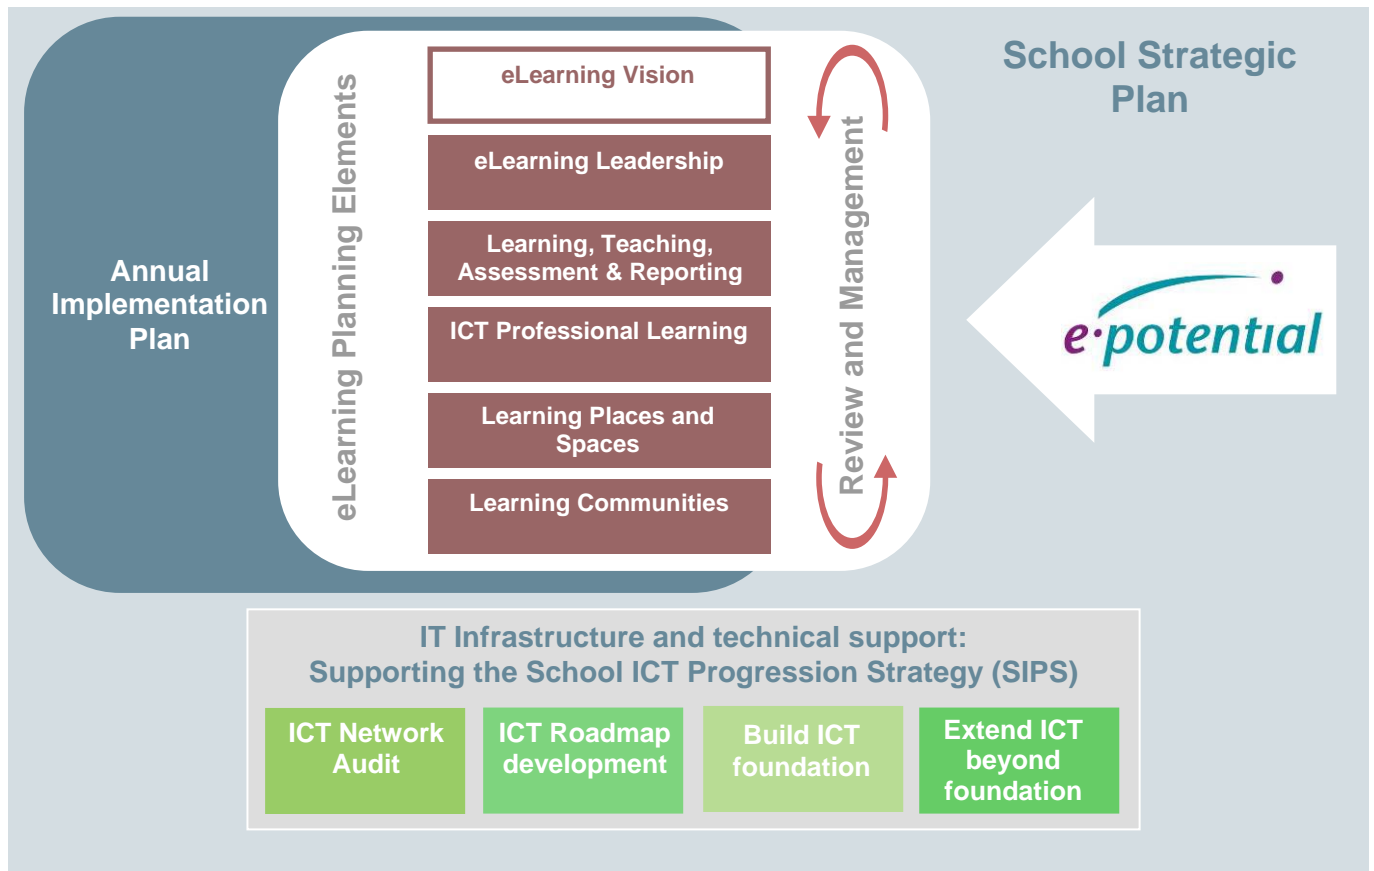 School Strategic
Plan
Annual
Implementation
Plan
eLearning Planning Elements
eLearning Vision
eLearning Leadership
Learning, Teaching,
Assessment & Reporting
ICT Professional Learning
Learning Places and
Spaces
Learning Communities
Review and Management
e·potential
IT Infrastructure and technical support:
Supporting the School ICT Progression Strategy (SIPS)
ICT Network
Audit
ICT Roadmap
development
Build ICT
foundation
Extend ICT
beyond
foundation